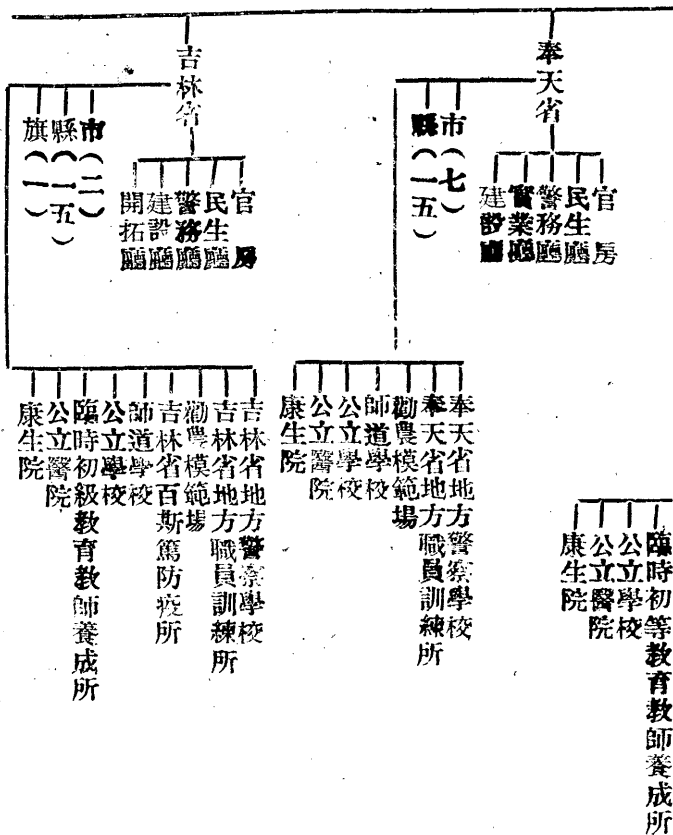 奉天省
官房
民生廳
警務廳
實業廳
建設廳
市（七）
縣（一五）
奉天省地方警察學校
奉天省地方職員訓練所
勸農模範場
師道學校
公立學校
公立醫院
康生院
吉林省
官房
民生廳
警務廳
建設廳
開拓廳
市（二）
縣（一五）
旗（一）
吉林省地方警察學校
吉林省地方職員訓練所
勸農模範場
吉林省百斯篤防疫所
師道學校
公立學校
臨時初級教育教師養成所
公立醫院
康生院
臨時初等教育教師養成所
公立學校
公立醫院
康生院